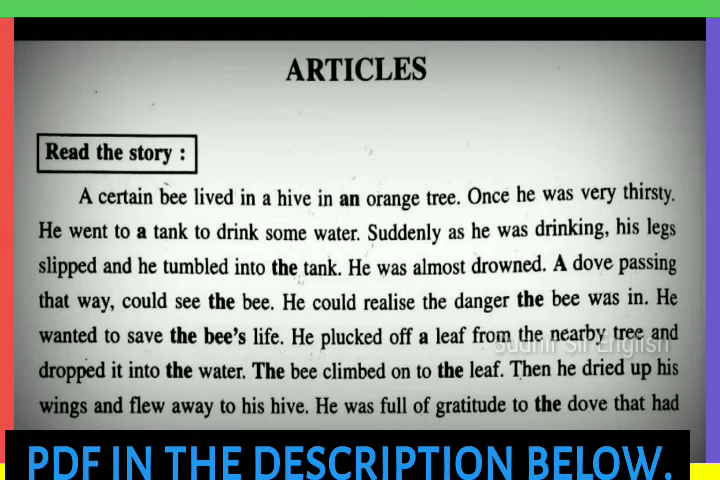 ARTICLES
Read the story :
A certain bee lived in a hive in an orange tree. Once he was very thirsty.
He went to a tank to drink some water. Suddenly as he was drinking, his legs
slipped and he tumbled into the tank. He was almost drowned. A dove passing
that way, could see the bee. He could realise the danger the bee was in. He
wanted to save the bee's life. He plucked off a leaf from the nearby tree and
Sudhir Sir English
dropped it into the water. The bee climbed on to the leaf. Then he dried up his
wings and flew away to his hive. He was full of gratitude to the dove that had
PDF IN THE DESCRIPTION BELOW.